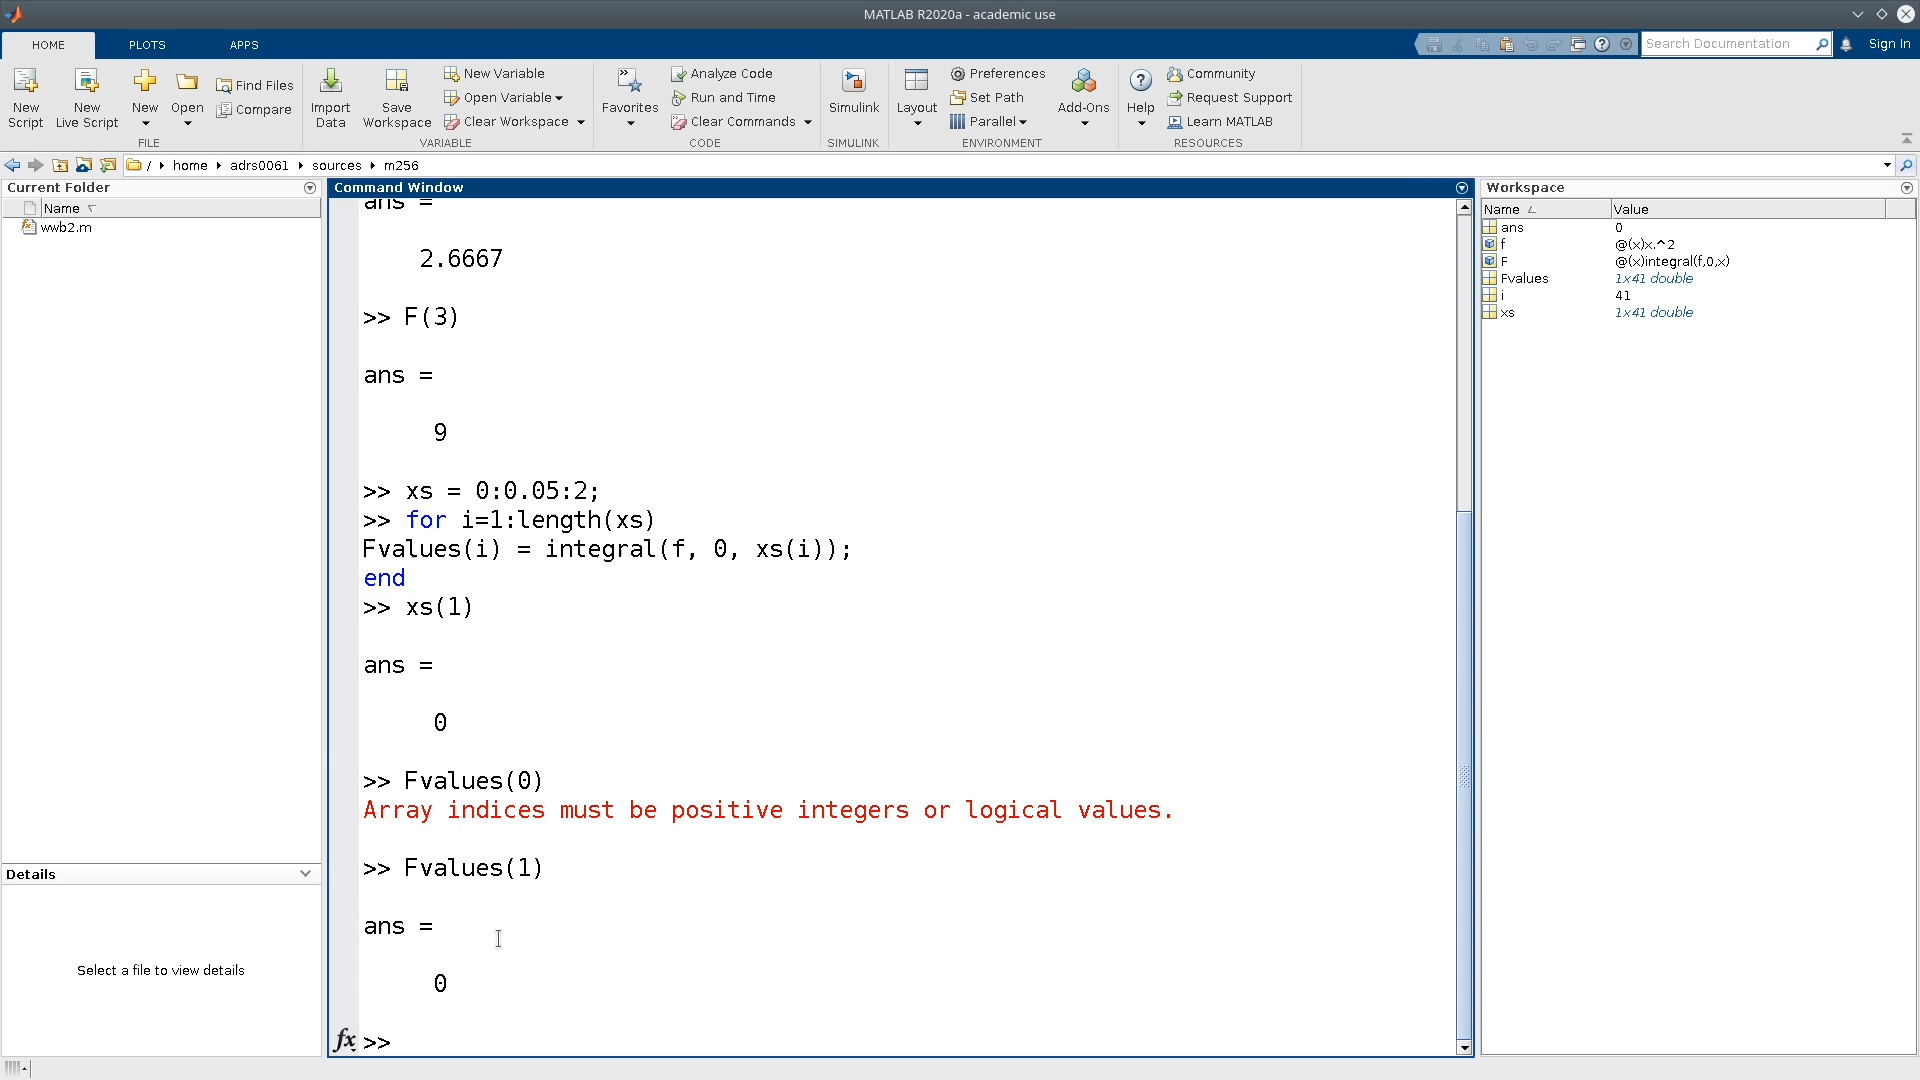 MATLAB R2020a - academic use
HOME PLOTS APPS
Search Documentation
Sign In
New Script
New Live Script
New
Open
Find Files
Compare
FILE
Import Data
Save Workspace
New Variable
Open Variable
Clear Workspace
VARIABLE
Favorites
Analyze Code
Run and Time
Clear Commands
CODE
Simulink
SIMULINK
Layout
Preferences
Set Path
Parallel
Add-Ons
ENVIRONMENT
Help
Community
Request Support
Learn MATLAB
RESOURCES
/ home adrs0061 sources m256
Current Folder
Name
wwb2.m
Details
Select a file to view details
Command Window
ans =
2.6667
>> F(3)
ans =
9
>> xs = 0:0.05:2;
>> for i=1:length(xs)
Fvalues(i) = integral(f, 0, xs(i));
end
>> xs(1)
ans =
0
>> Fvalues(0)
Array indices must be positive integers or logical values.
>> Fvalues(1)
ans =
0
fx >>
Workspace
Name Value
ans 0
f @(x)x.^2
F @(x)integral(f,0,x)
Fvalues 1x41 double
i 41
xs 1x41 double